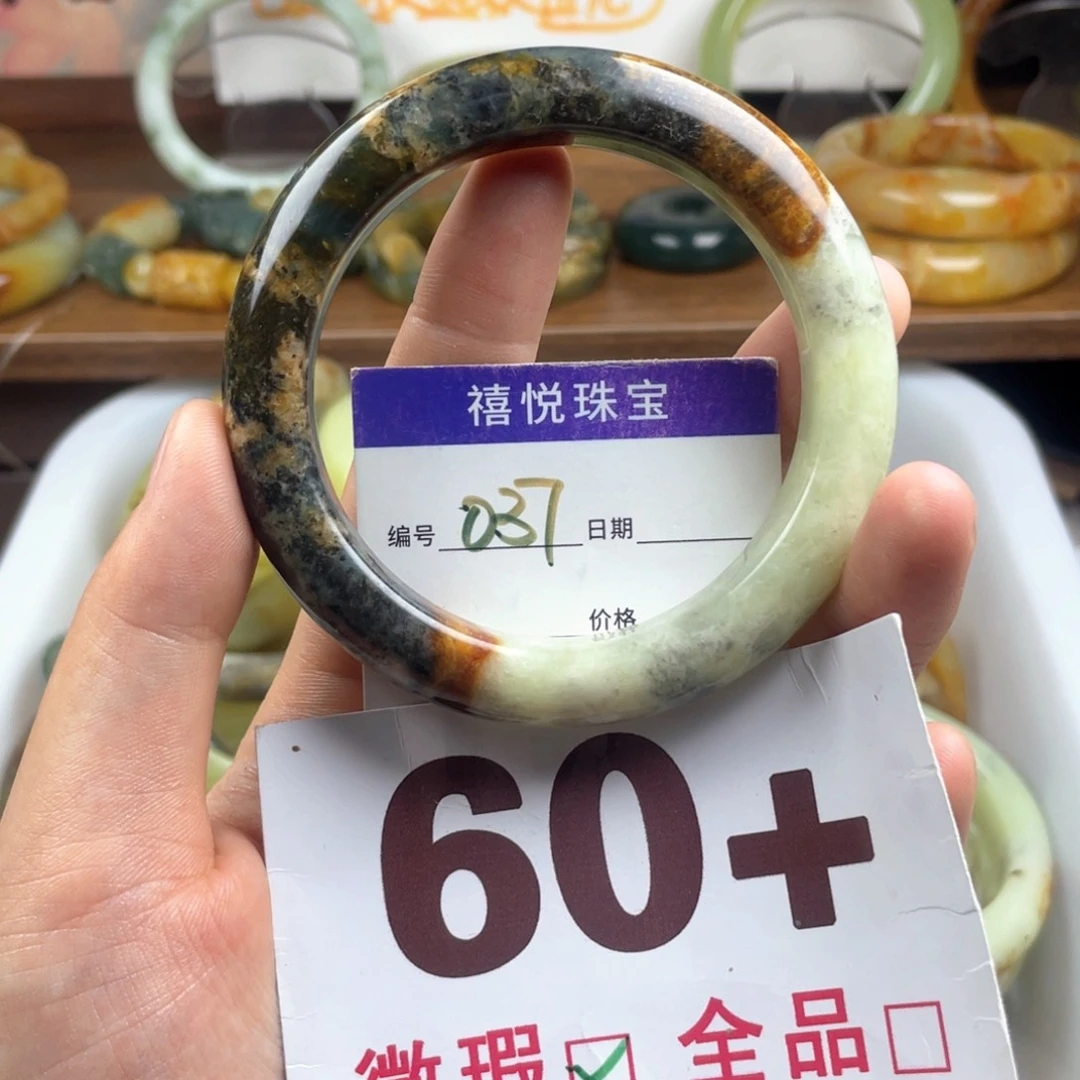 禧悦珠宝
编号 037 日期
价格
60+
微瑕 ☑ 全品 ☐